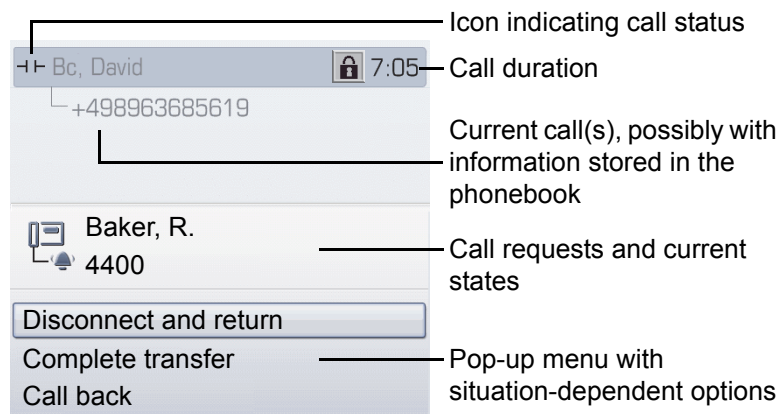 Icon indicating call status
Bc, David 7:05
Call duration
+498963685619
Current call(s), possibly with
information stored in the
phonebook
Baker, R.
4400
Call requests and current
states
Disconnect and return
Complete transfer
Call back
Pop-up menu with
situation-dependent options